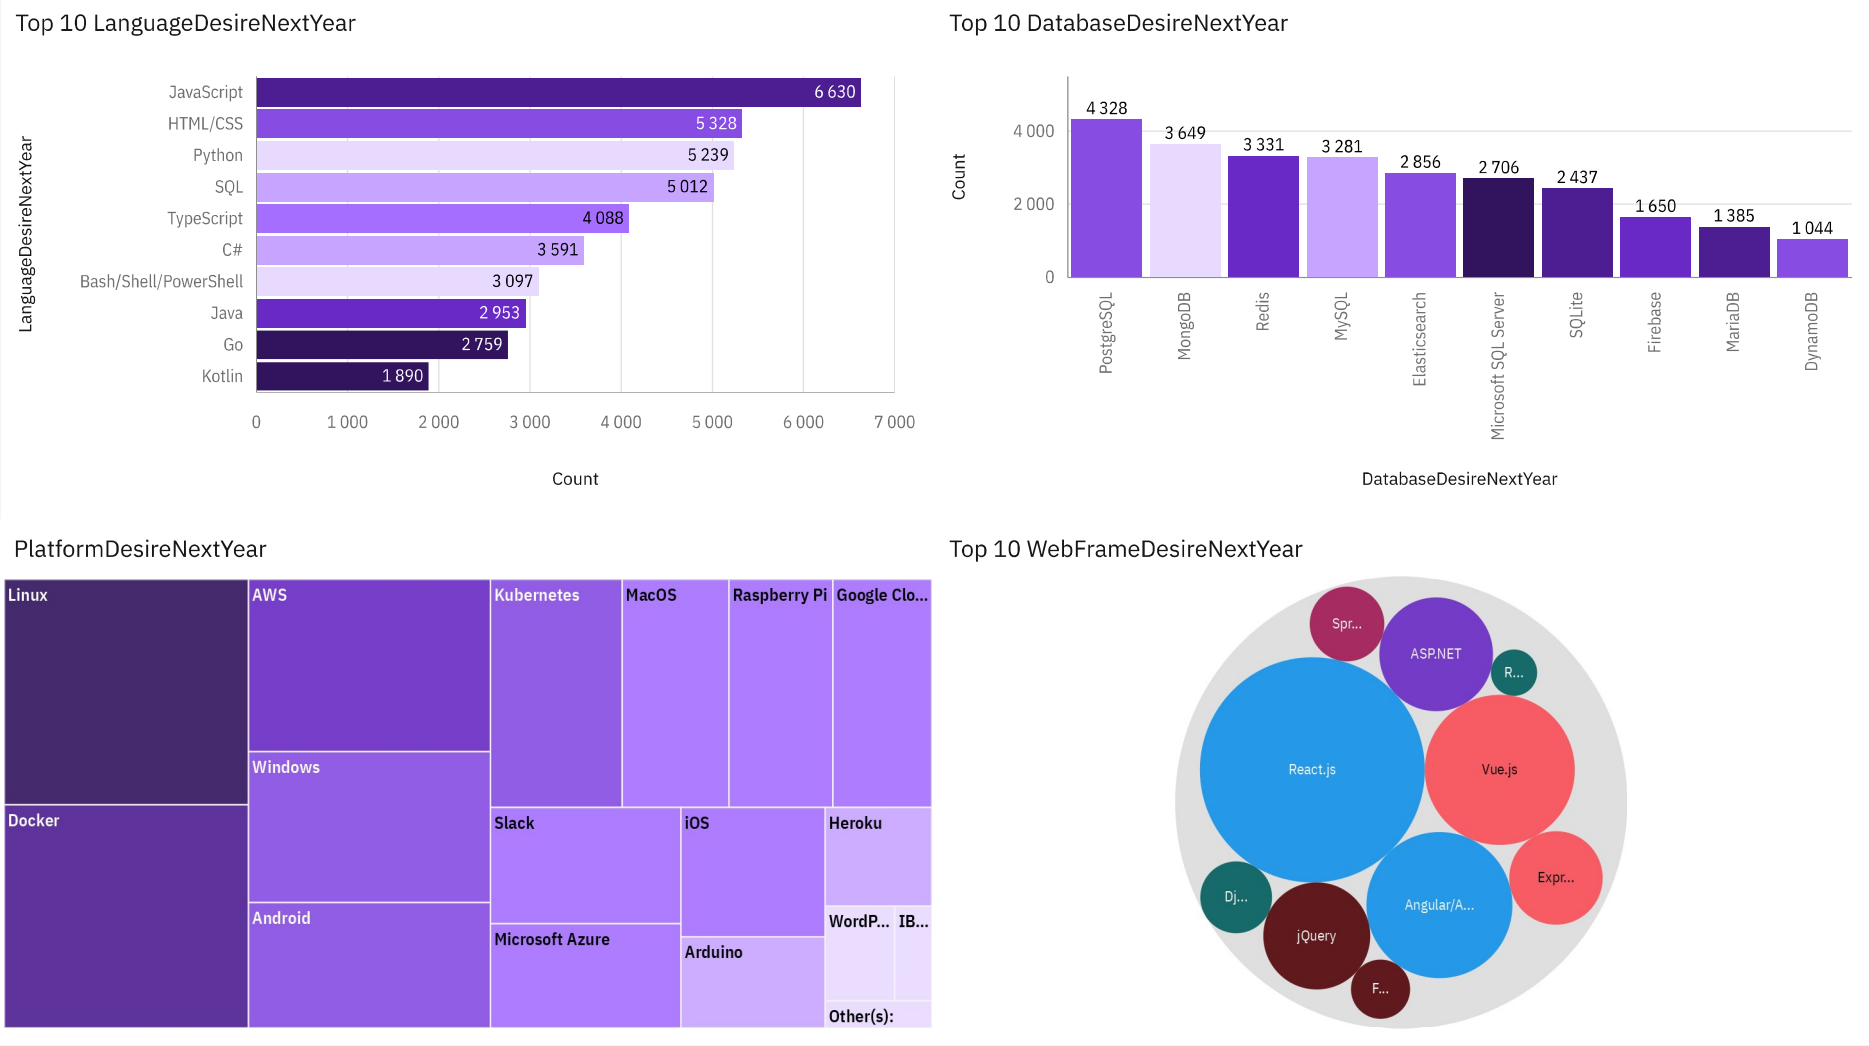 Top 10 LanguageDesireNextYear
LanguageDesireNextYear
JavaScript 6 630
HTML/CSS 5 328
Python 5 239
SQL 5 012
TypeScript 4 088
C# 3 591
Bash/Shell/PowerShell 3 097
Java 2 953
Go 2 759
Kotlin 1 890
0 1 000 2 000 3 000 4 000 5 000 6 000 7 000
Count
Top 10 DatabaseDesireNextYear
Count
4 000
2 000
0
4 328 3 649 3 331 3 281 2 856 2 706 2 437 1 650 1 385 1 044
PostgreSQL
MongoDB
Redis
MySQL
Elasticsearch
Microsoft SQL Server
SQLite
Firebase
MariaDB
DynamoDB
DatabaseDesireNextYear
PlatformDesireNextYear
Linux
Docker
AWS
Windows
Android
Kubernetes
MacOS
Raspberry Pi
Google Clo...
Slack
Microsoft Azure
iOS
Arduino
Heroku
WordP...
IB...
Other(s):
Top 10 WebFrameDesireNextYear
Spr...
ASP.NET
R...
React.js
Vue.js
Expr...
Dj...
Angular/A...
jQuery
F...